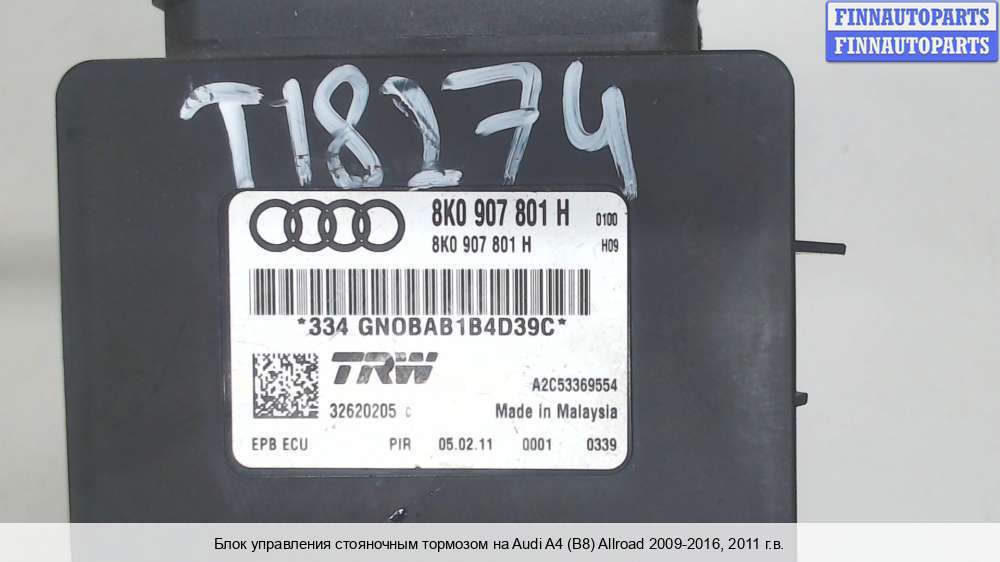 FINNAUTOPARTS
FINNAUTOPARTS
T18274
8K0 907 801 H 0100
8K0 907 801 H H09
*334 GN0BAB1B4D39C*
TRW
A2C53369554
32620205 C Made in Malaysia
EPB ECU PIR 05.02.11 0001 0339
Блок управления стояночным тормозом на Audi A4 (B8) Allroad 2009-2016, 2011 г.в.